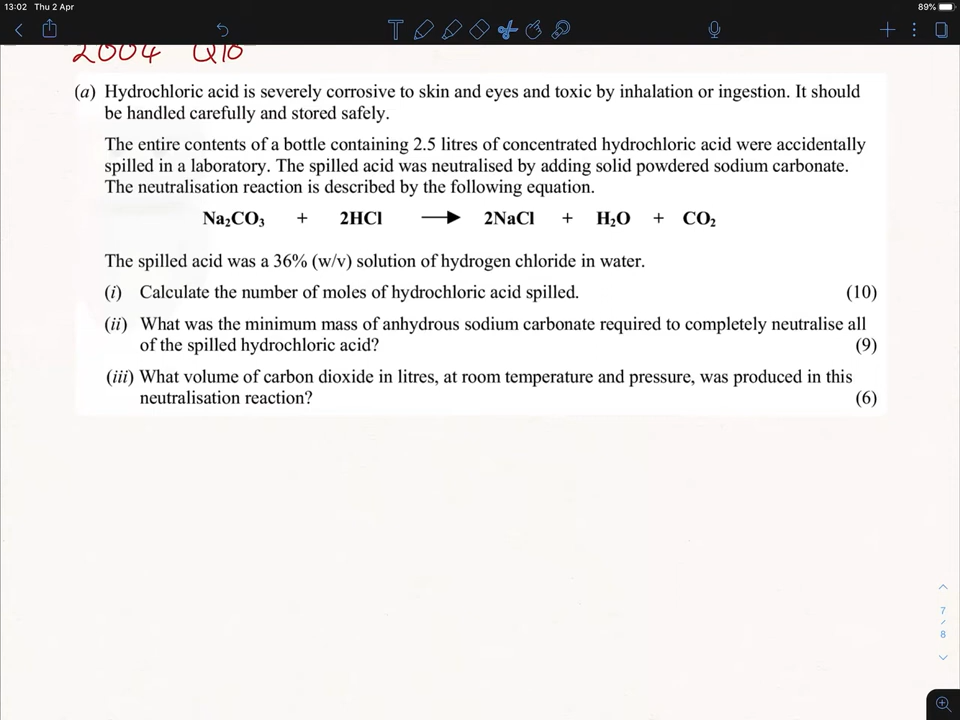 13:02 Thu 2 Apr
89%
2004 Q10
(a) Hydrochloric acid is severely corrosive to skin and eyes and toxic by inhalation or ingestion. It should
be handled carefully and stored safely.
The entire contents of a bottle containing 2.5 litres of concentrated hydrochloric acid were accidentally
spilled in a laboratory. The spilled acid was neutralised by adding solid powdered sodium carbonate.
The neutralisation reaction is described by the following equation.
Na₂CO₃ + 2HCl ⟶ 2NaCl + H₂O + CO₂
The spilled acid was a 36% (w/v) solution of hydrogen chloride in water.
(i) Calculate the number of moles of hydrochloric acid spilled. (10)
(ii) What was the minimum mass of anhydrous sodium carbonate required to completely neutralise all
of the spilled hydrochloric acid? (9)
(iii) What volume of carbon dioxide in litres, at room temperature and pressure, was produced in this
neutralisation reaction? (6)
7
/
8